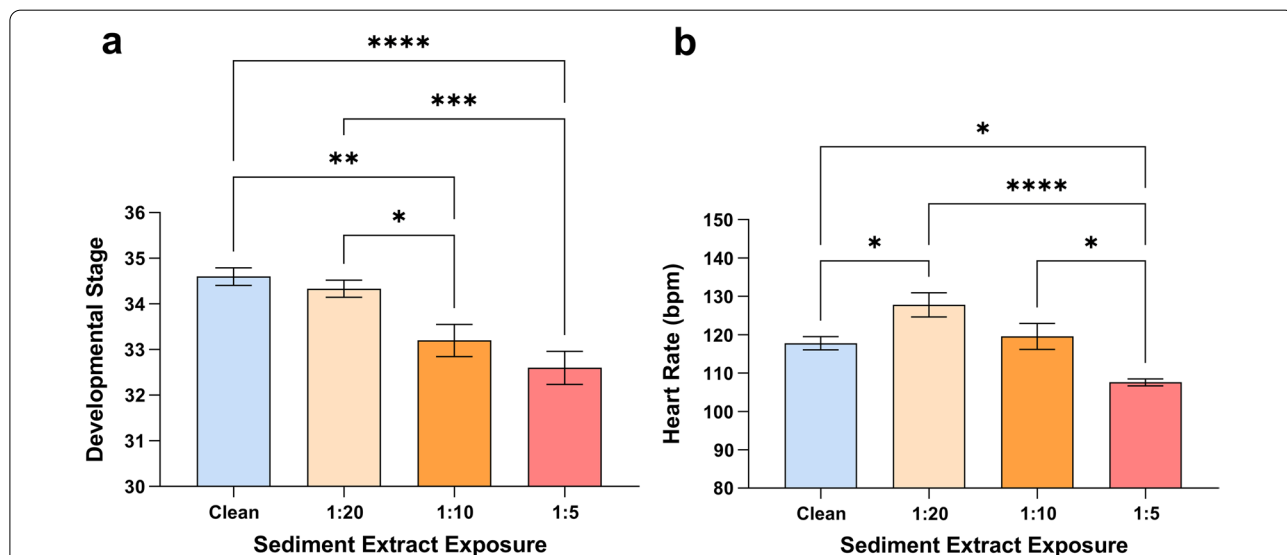 a
****
***
**
*
36
35
34
33
32
31
30
Developmental Stage
Clean 1:20 1:10 1:5
Sediment Extract Exposure
b
*
****
* *
150
140
130
120
110
100
90
80
Heart Rate (bpm)
Clean 1:20 1:10 1:5
Sediment Extract Exposure